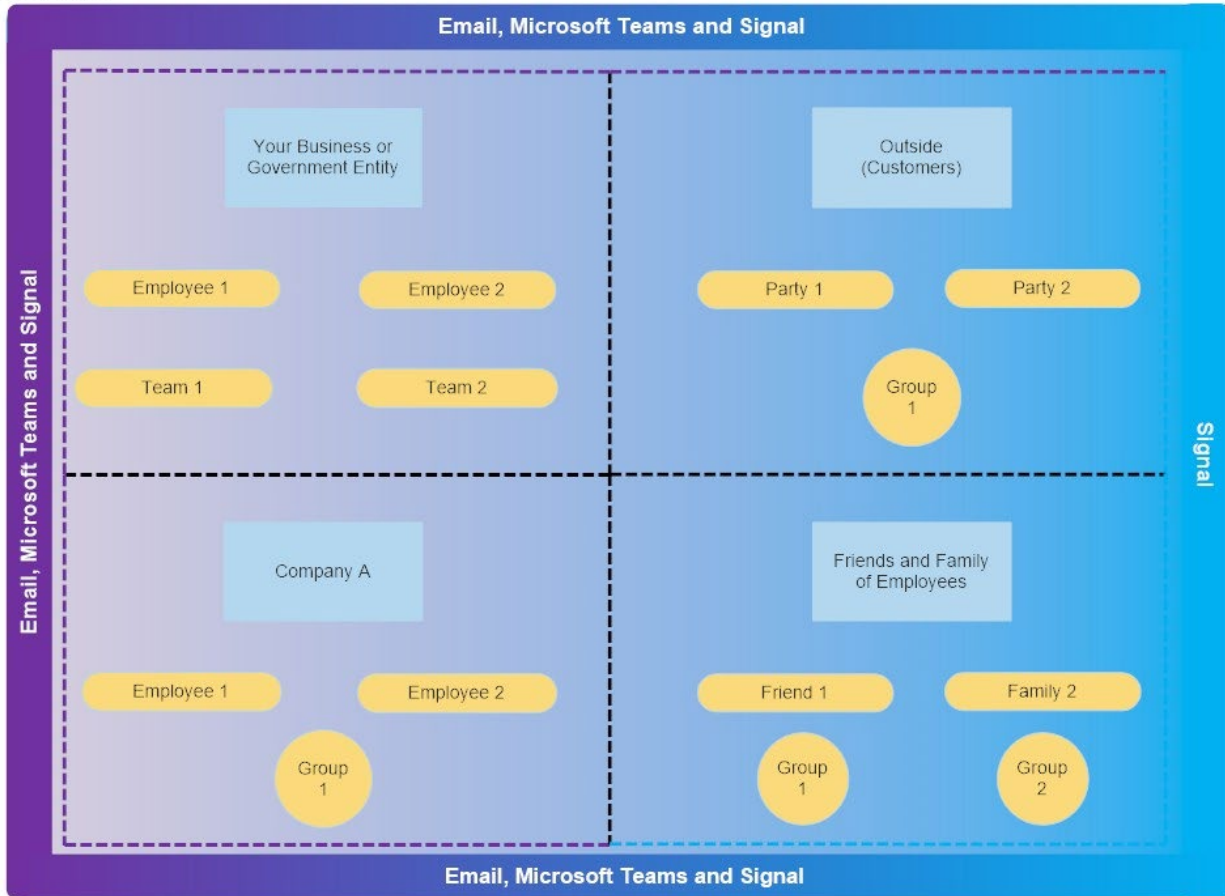 Email, Microsoft Teams and Signal
Email, Microsoft Teams and Signal
Your Business or
Government Entity
Employee 1
Employee 2
Team 1
Team 2
Outside
(Customers)
Party 1
Party 2
Group
1
Signal
Company A
Employee 1
Employee 2
Group
1
Friends and Family
of Employees
Friend 1
Family 2
Group
1
Group
2
Email, Microsoft Teams and Signal